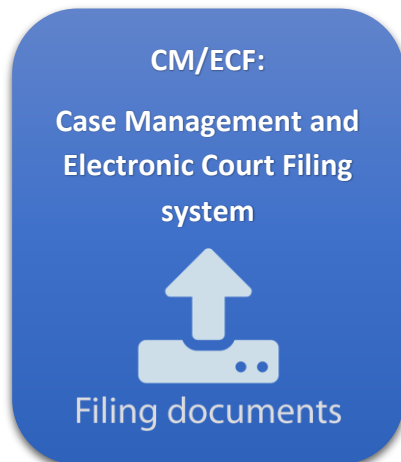 CM/ECF:
Case Management and
Electronic Court Filing
system
Filing documents